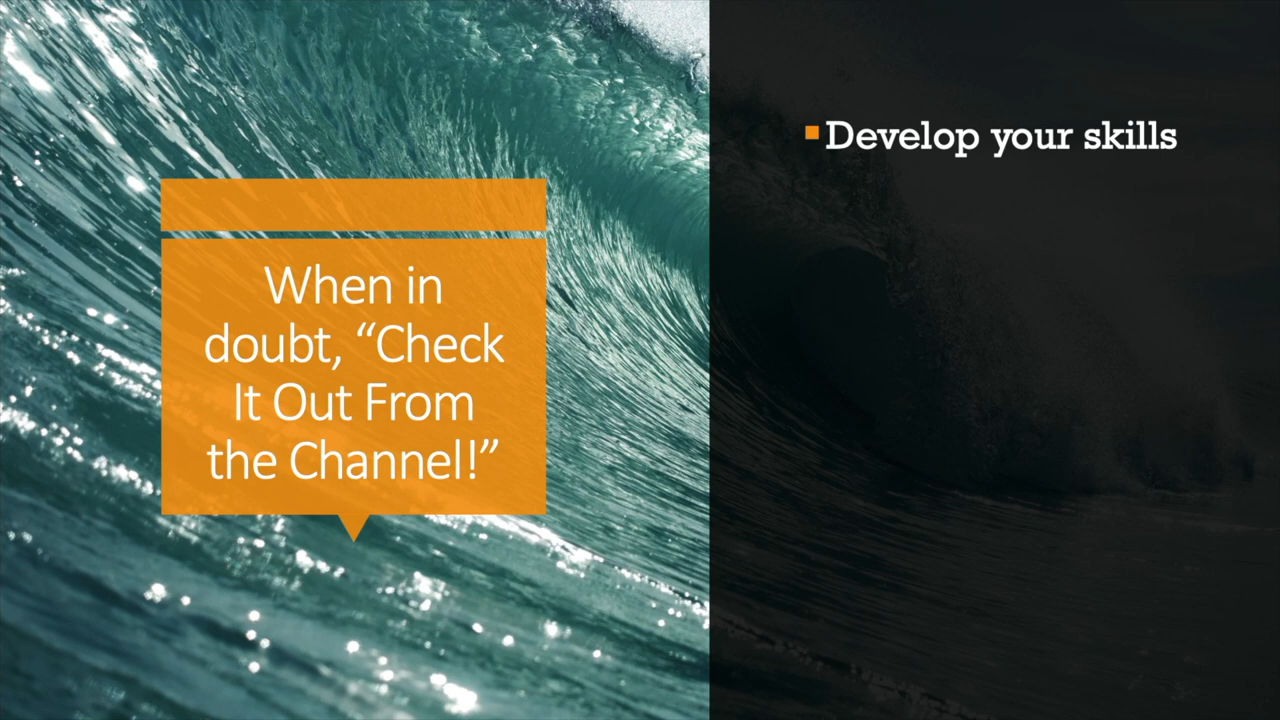 When in
doubt, “Check
It Out From
the Channel!”
Develop your skills